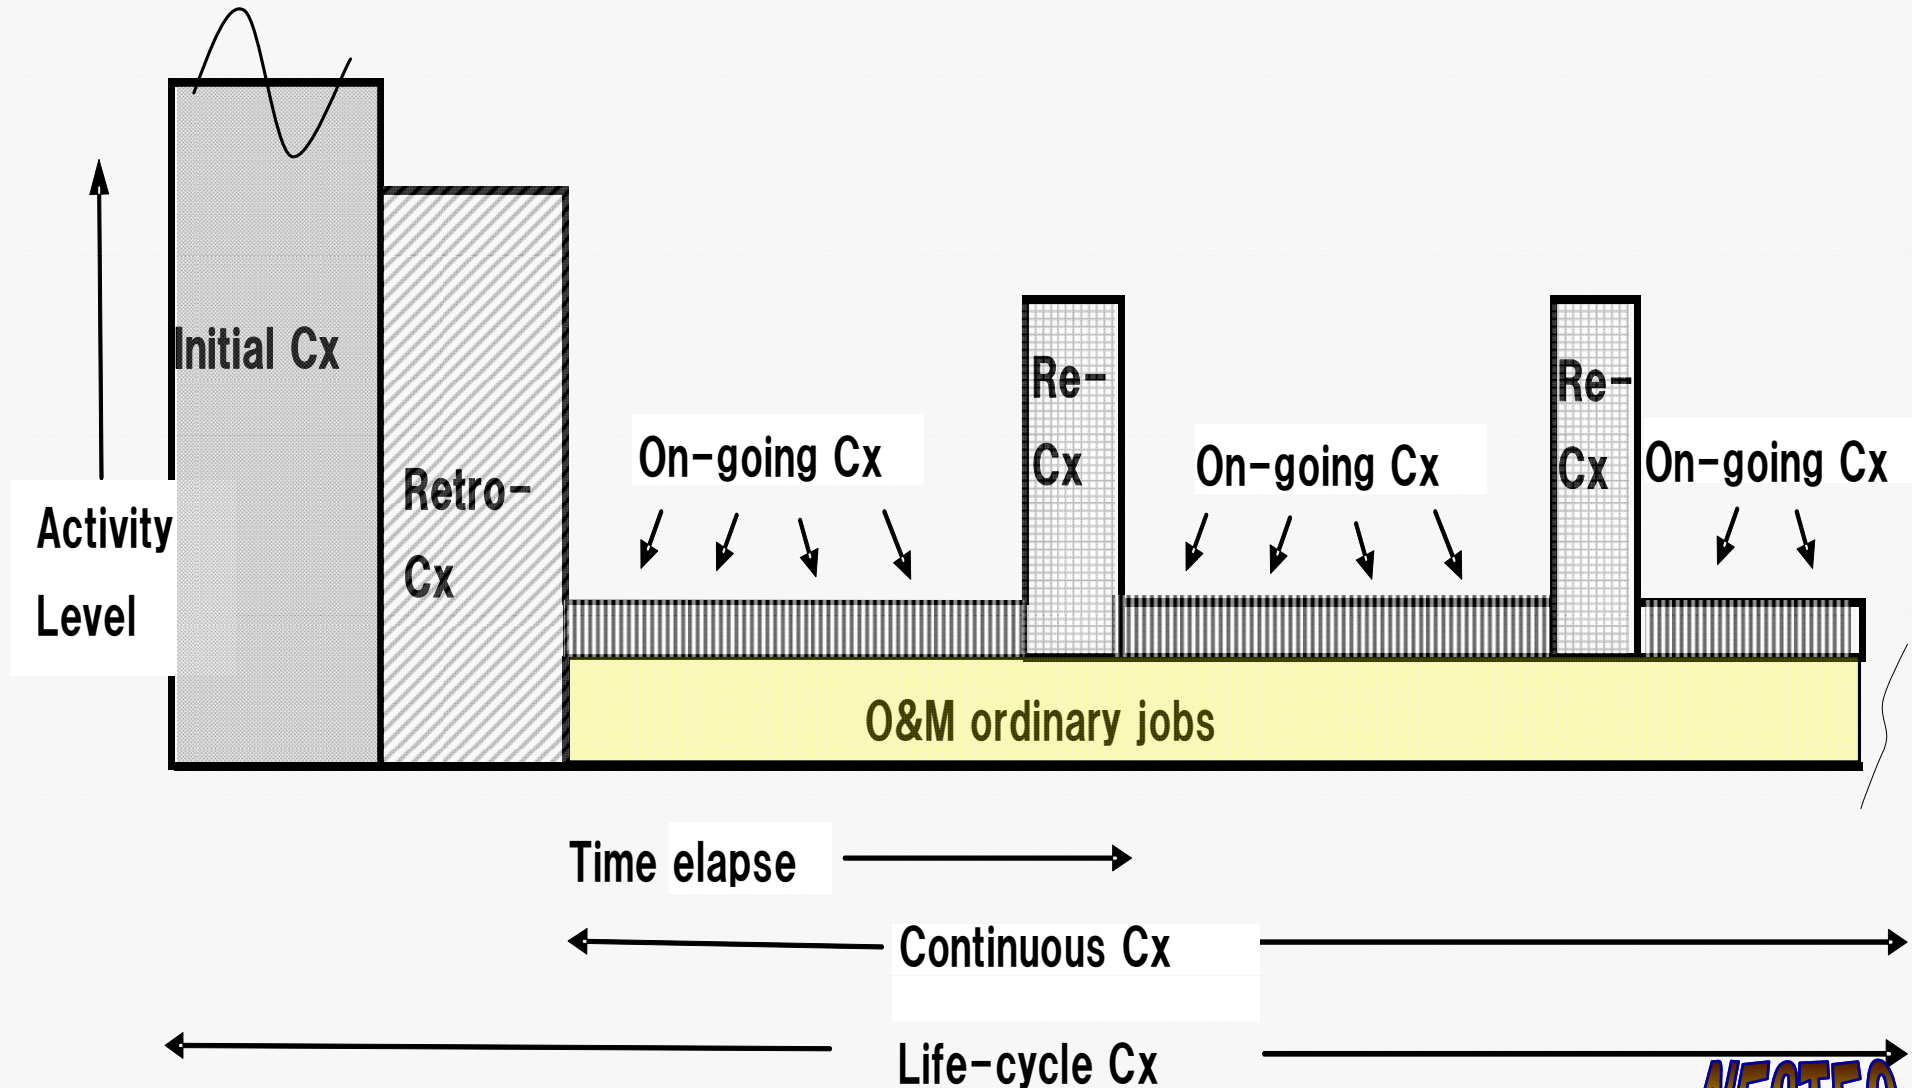 Initial Cx
Activity
Level
Retro-
Cx
On-going Cx
Re-
Cx
On-going Cx
Re-
Cx
On-going Cx
O&M ordinary jobs
Time elapse
Continuous Cx
Life-cycle Cx